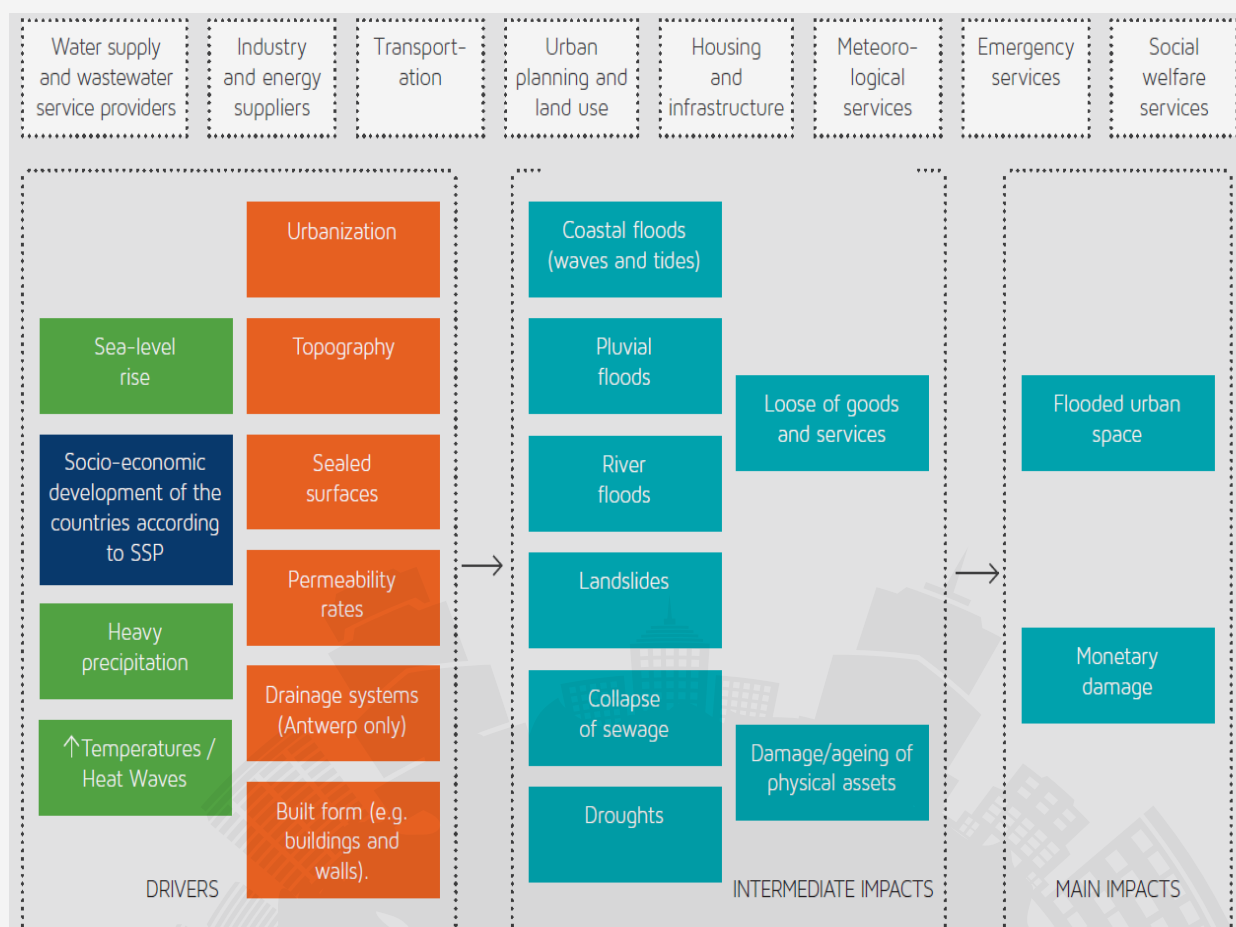 Water supply
and wastewater
service providers
Industry
and energy
suppliers
Transport-
ation
Urban
planning and
land use
Housing
and
infrastructure
Meteoro-
logical
services
Emergency
services
Social
welfare
services
Urbanization
Sea-level
rise
Topography
Socio-economic
development of the
countries according
to SSP
Sealed
surfaces
Permeability
rates
Heavy
precipitation
Drainage systems
(Antwerp only)
↑Temperatures /
Heat Waves
Built form (e.g.
buildings and
walls).
DRIVERS
Coastal floods
(waves and tides)
Pluvial
floods
Loose of goods
and services
River
floods
Landslides
Collapse
of sewage
Damage/ageing of
physical assets
Droughts
INTERMEDIATE IMPACTS
Flooded urban
space
Monetary
damage
MAIN IMPACTS